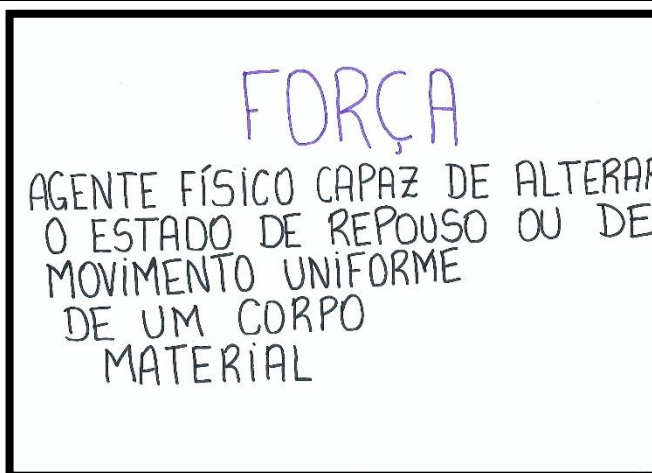 FORÇA
AGENTE FÍSICO CAPAZ DE ALTERAR
O ESTADO DE REPOUSO OU DE
MOVIMENTO UNIFORME
DE UM CORPO
MATERIAL